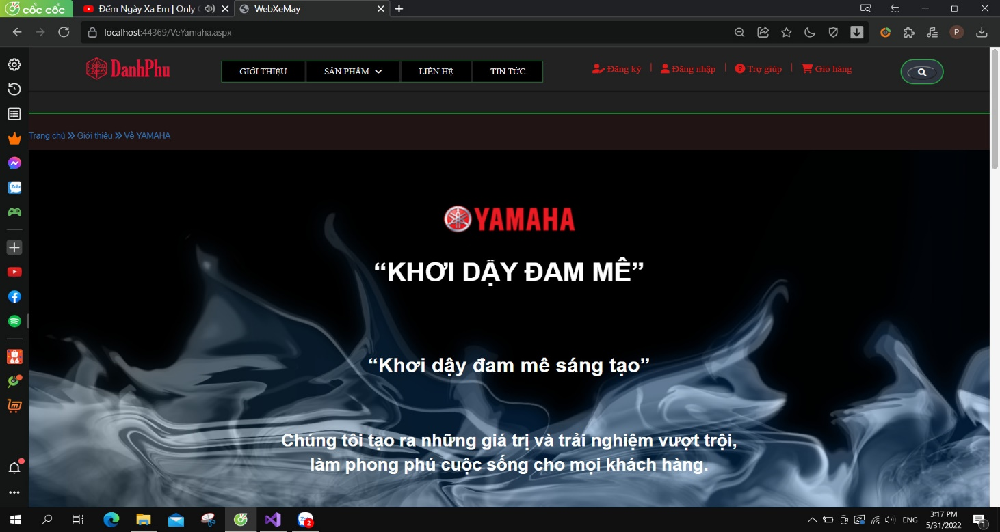 cốc cốc
Đếm Ngày Xa Em | Only
WebXeMay
localhost:44369/VeYamaha.aspx
P
DanhPhu
GIỚI THIỆU
SẢN PHẨM
LIÊN HỆ
TIN TỨC
Đăng ký
Đăng nhập
Trợ giúp
Giỏ hàng
Trang chủ Giới thiệu Về YAMAHA
Zalo
YAMAHA
“KHƠI DẬY ĐAM MÊ”
“Khơi dậy đam mê sáng tạo”
Chúng tôi tạo ra những giá trị và trải nghiệm vượt trội,
làm phong phú cuộc sống cho mọi khách hàng.
2
ENG
3:17 PM
5/31/2022
1